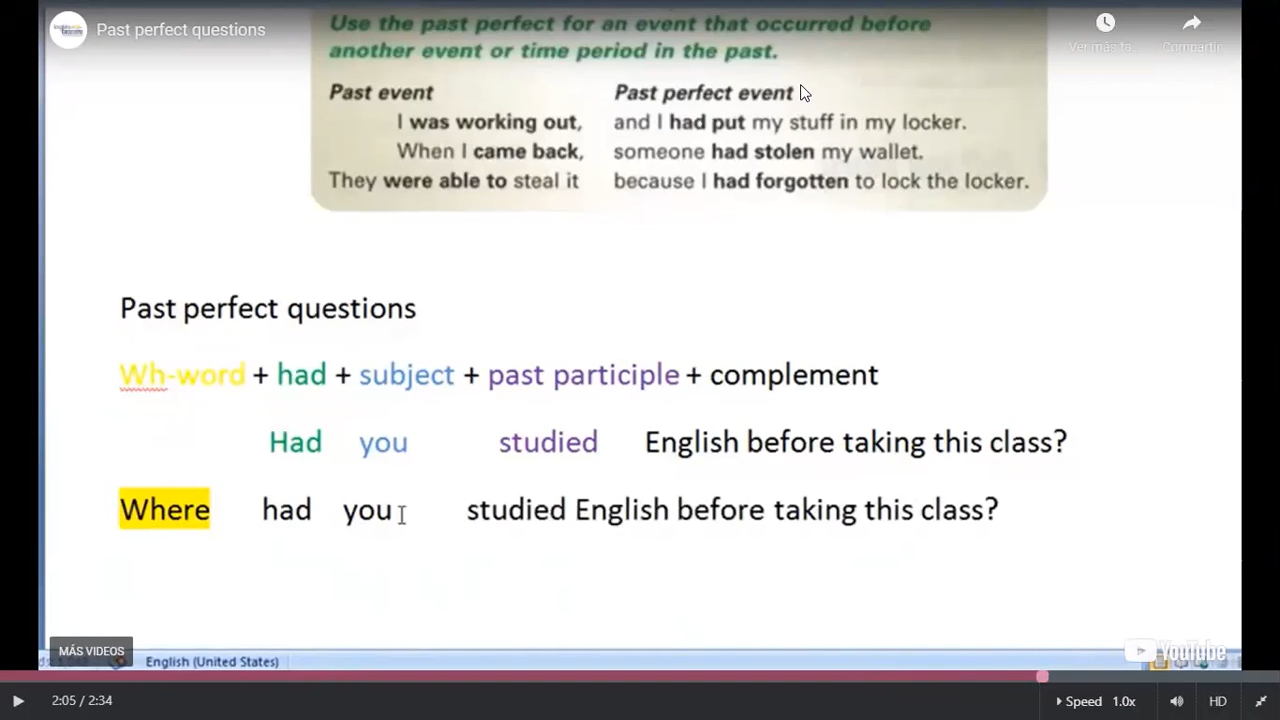 Past perfect questions
Ver más ta...
Compartir
Use the past perfect for an event that occurred before
another event or time period in the past.
Past event Past perfect event
I was working out, and I had put my stuff in my locker.
When I came back, someone had stolen my wallet.
They were able to steal it because I had forgotten to lock the locker.
Past perfect questions
Wh-word + had + subject + past participle + complement
Had you studied English before taking this class?
Where had you studied English before taking this class?
MÁS VIDEOS
YouTube
English (United States)
2:05 / 2:34
Speed 1.0x
HD